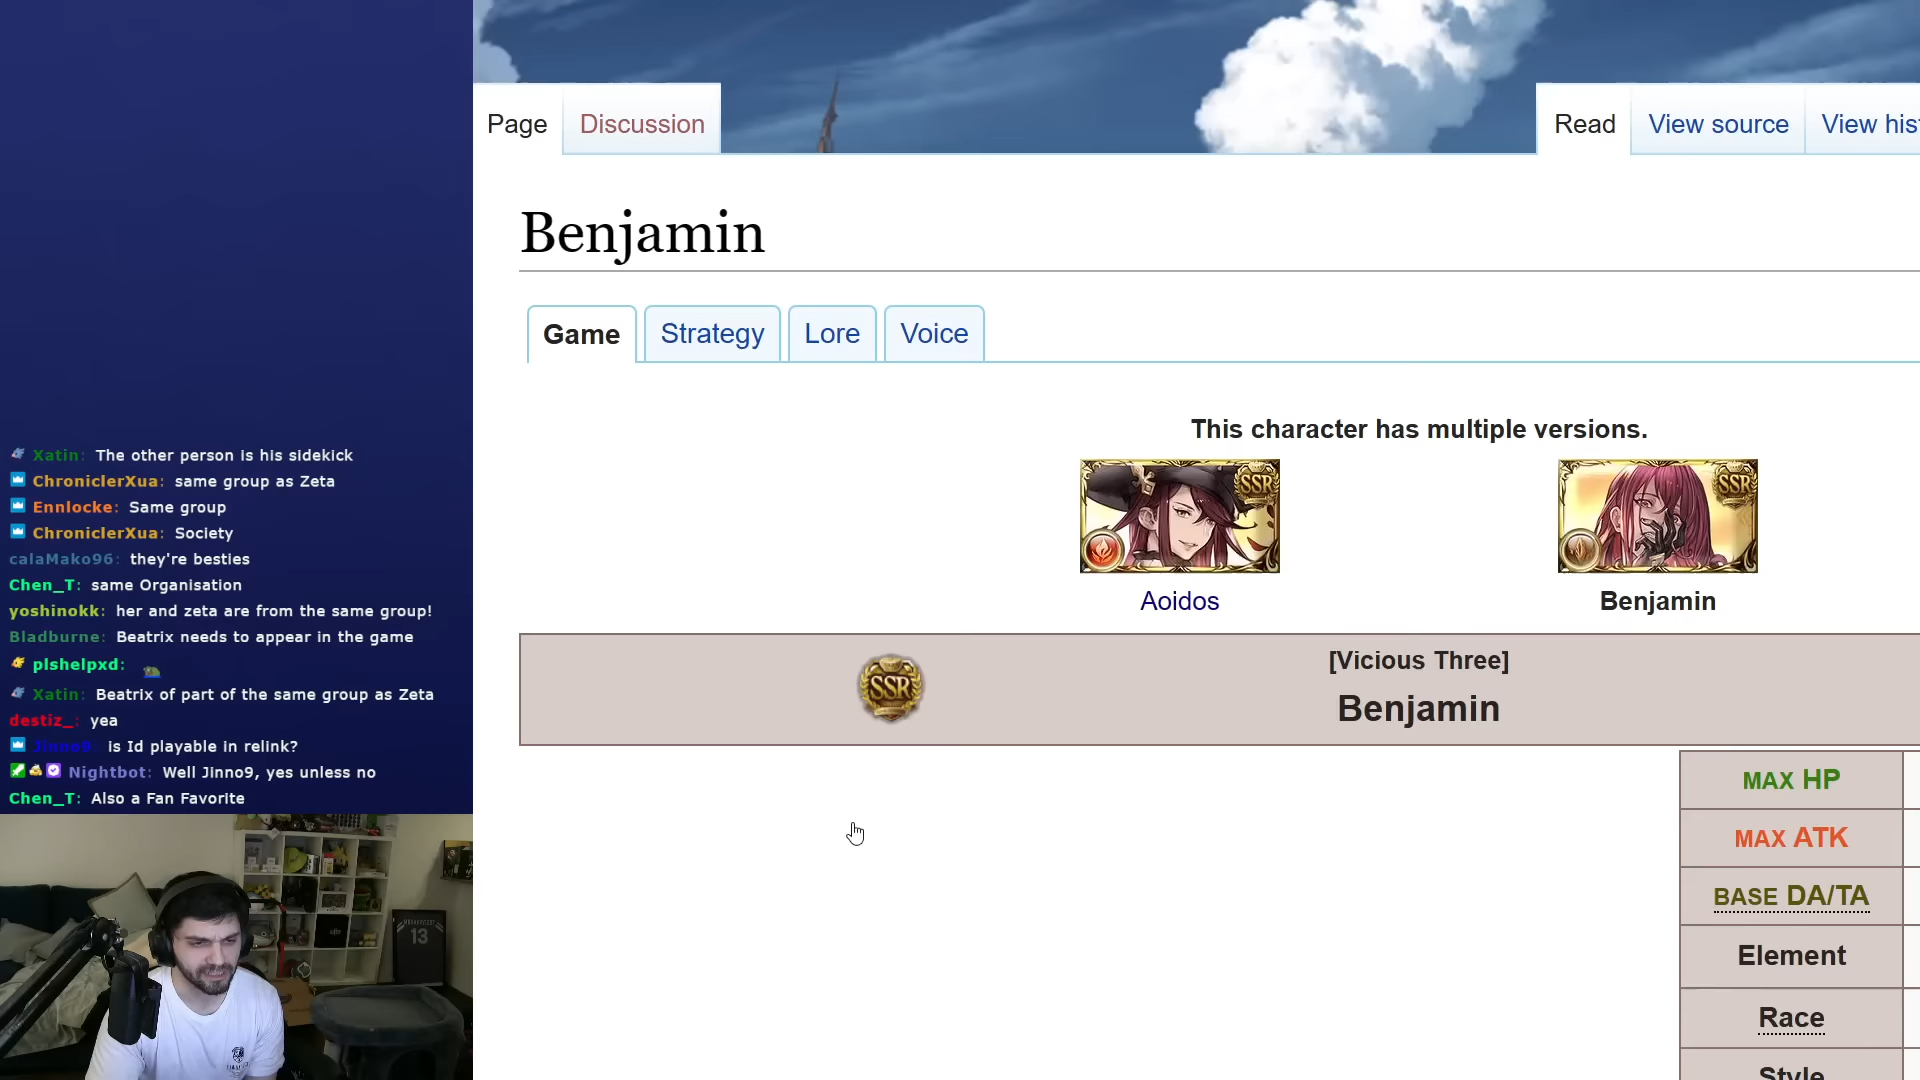 Page
Discussion
Read
View source
View his
Benjamin
Game
Strategy
Lore
Voice
This character has multiple versions.
SSR
SSR
Aoidos
Benjamin
SSR
[Vicious Three]
Benjamin
MAX HP
MAX ATK
BASE DA/TA
Element
Race
Style
Xatin: The other person is his sidekick
ChroniclerXua: same group as Zeta
Ennlocke: Same group
ChroniclerXua: Society
calaMako96: they're besties
Chen_T: same Organisation
yoshinokk: her and zeta are from the same group!
Bladburne: Beatrix needs to appear in the game
plshelpxd:
Xatin: Beatrix of part of the same group as Zeta
destiz_: yea
Jinno9: is Id playable in relink?
Nightbot: Well Jinno9, yes unless no
Chen_T: Also a Fan Favorite
13